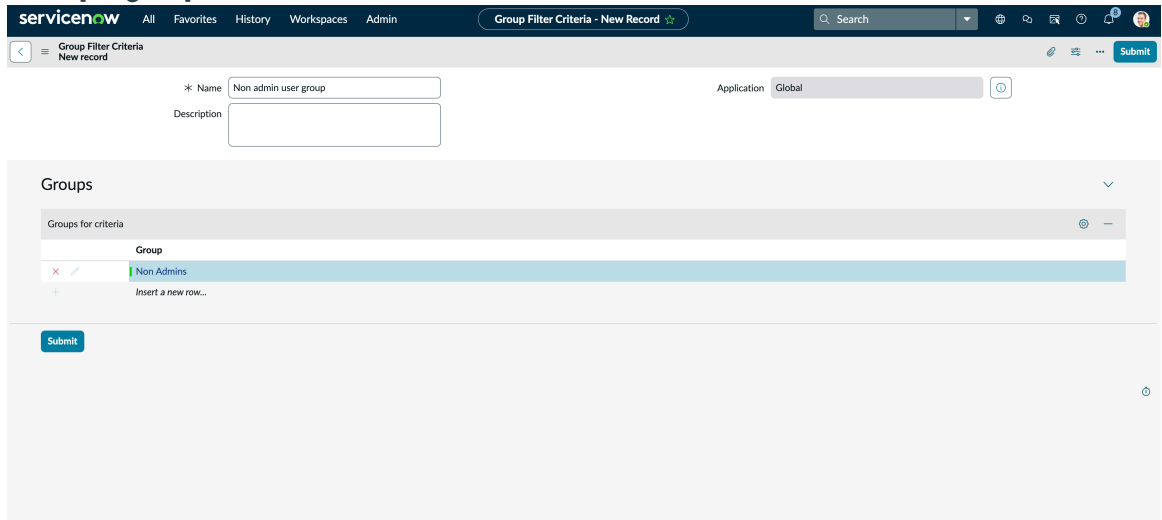 servicenow All Favorites History Workspaces Admin Group Filter Criteria - New Record Search 8
Group Filter Criteria
New record
Submit
Name Non admin user group Application Global
Description
Groups
Groups for criteria
Group
Non Admins
Insert a new row...
Submit